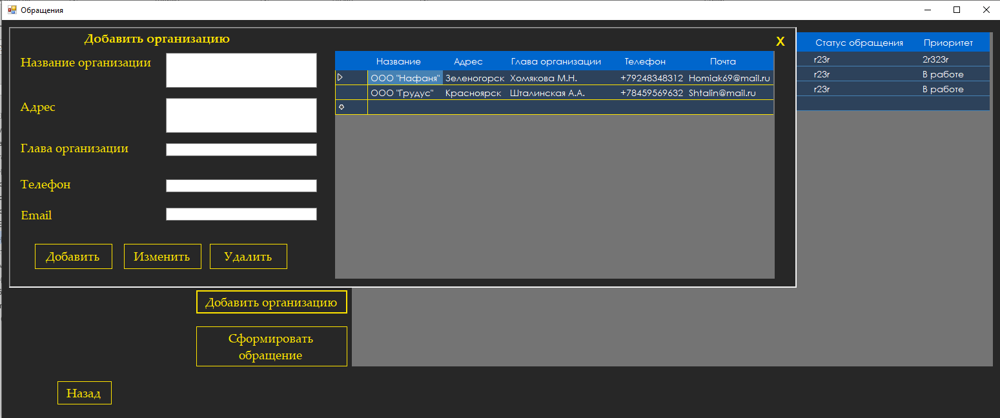 Обращения
Добавить организацию
X
Название организации
Адрес
Глава организации
Телефон
Email
Добавить Изменить Удалить
Название Адрес Глава организации Телефон Почта
ООО "Нафаня" Зеленогорск Хомякова М.Н. +79248348312 Homiak69@mail.ru
ООО "Грудус" Красноярск Шталинская А.А. +78459569632 Shtalin@mail.ru
Статус обращения Приоритет
r23r 2r323r
r23r В работе
r23r В работе
Добавить организацию
Сформировать
обращение
Назад